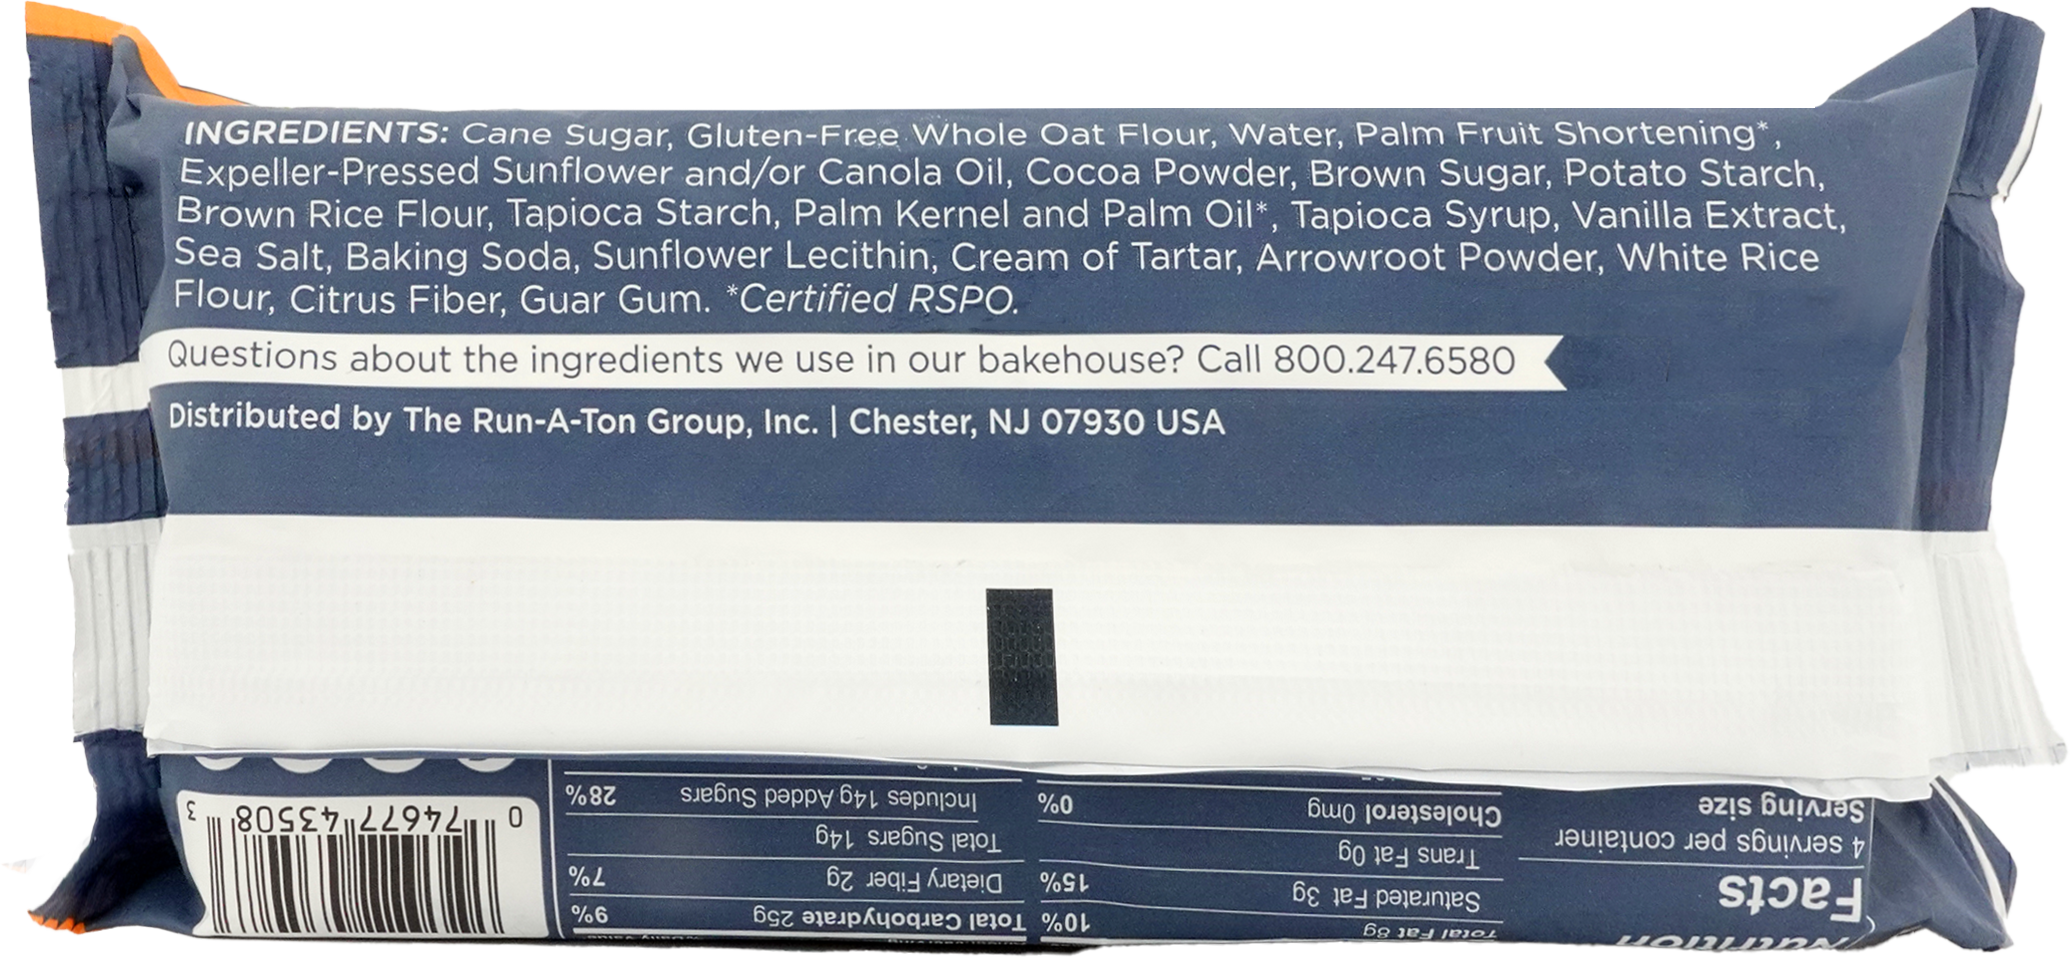 INGREDIENTS: Cane Sugar, Gluten-Free Whole Oat Flour, Water, Palm Fruit Shortening*,
Expeller-Pressed Sunflower and/or Canola Oil, Cocoa Powder, Brown Sugar, Potato Starch,
Brown Rice Flour, Tapioca Starch, Palm Kernel and Palm Oil*, Tapioca Syrup, Vanilla Extract,
Sea Salt, Baking Soda, Sunflower Lecithin, Cream of Tartar, Arrowroot Powder, White Rice
Flour, Citrus Fiber, Guar Gum. *Certified RSPO.
Questions about the ingredients we use in our bakehouse? Call 800.247.6580
Distributed by The Run-A-Ton Group, Inc. | Chester, NJ 07930 USA
Nutrition
Facts
4 servings per container
Serving size
Total Fat 8g 10%
Saturated Fat 3g 15%
Trans Fat 0g
Cholesterol 0mg 0%
Total Carbohydrate 25g 9%
Dietary Fiber 2g 7%
Total Sugars 14g
Includes 14g Added Sugars 28%
0 74677 43508 3